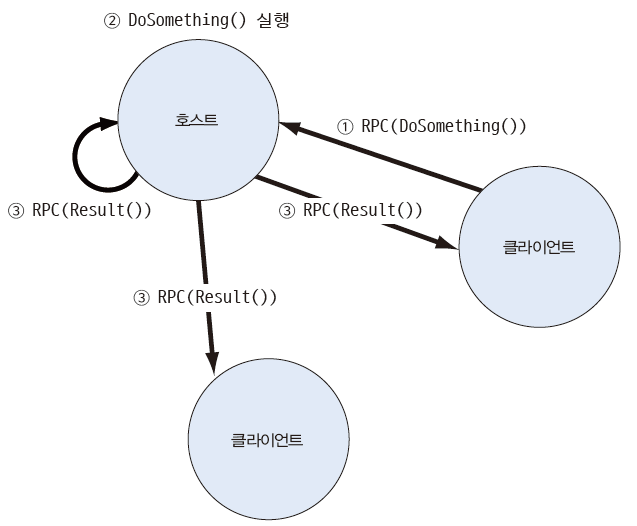 ② DoSomething() 실행
호스트
① RPC(DoSomething())
③ RPC(Result())
③ RPC(Result())
클라이언트
③ RPC(Result())
클라이언트